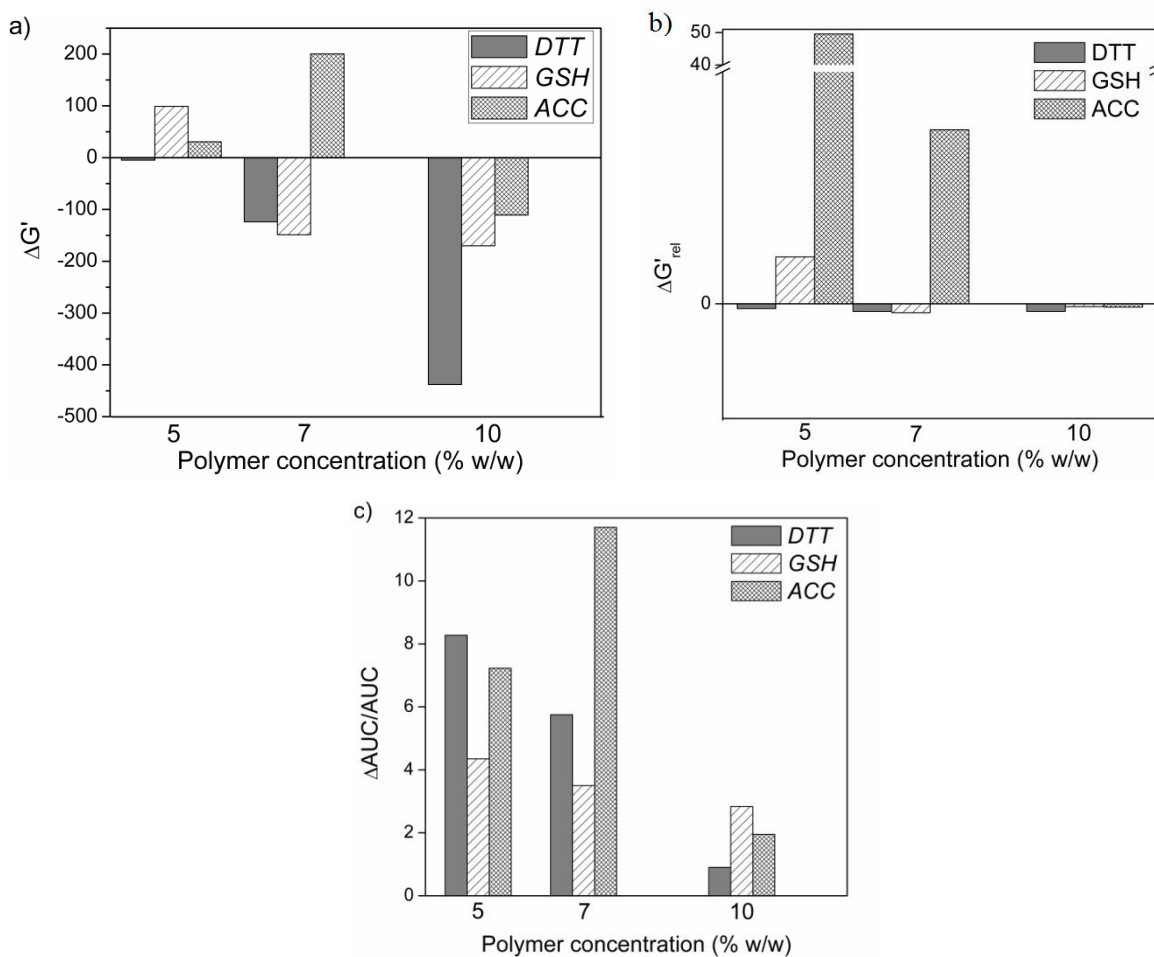 a)
200
100
0
-100
-200
-300
-400
-500
ΔG'
DTT
GSH
ACC
5 7 10
Polymer concentration (% w/w)
b)
50
40
0
ΔG'rel
DTT
GSH
ACC
5 7 10
Polymer concentration (% w/w)
c)
12
10
8
6
4
2
0
ΔAUC/AUC
DTT
GSH
ACC
5 7 10
Polymer concentration (% w/w)